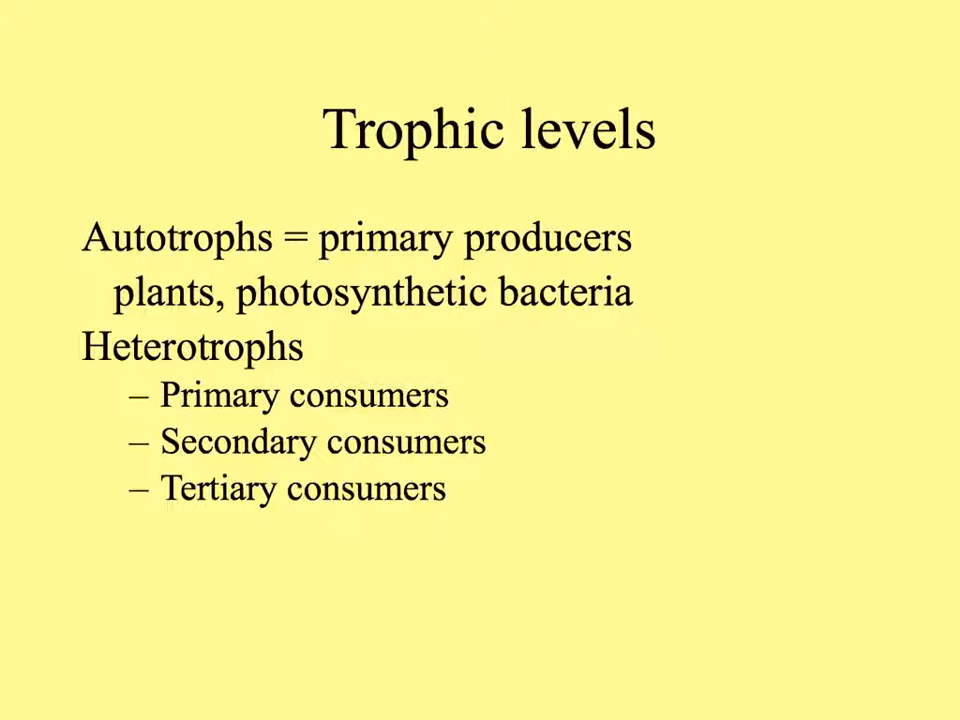 Trophic levels
Autotrophs = primary producers
plants, photosynthetic bacteria
Heterotrophs
– Primary consumers
– Secondary consumers
– Tertiary consumers